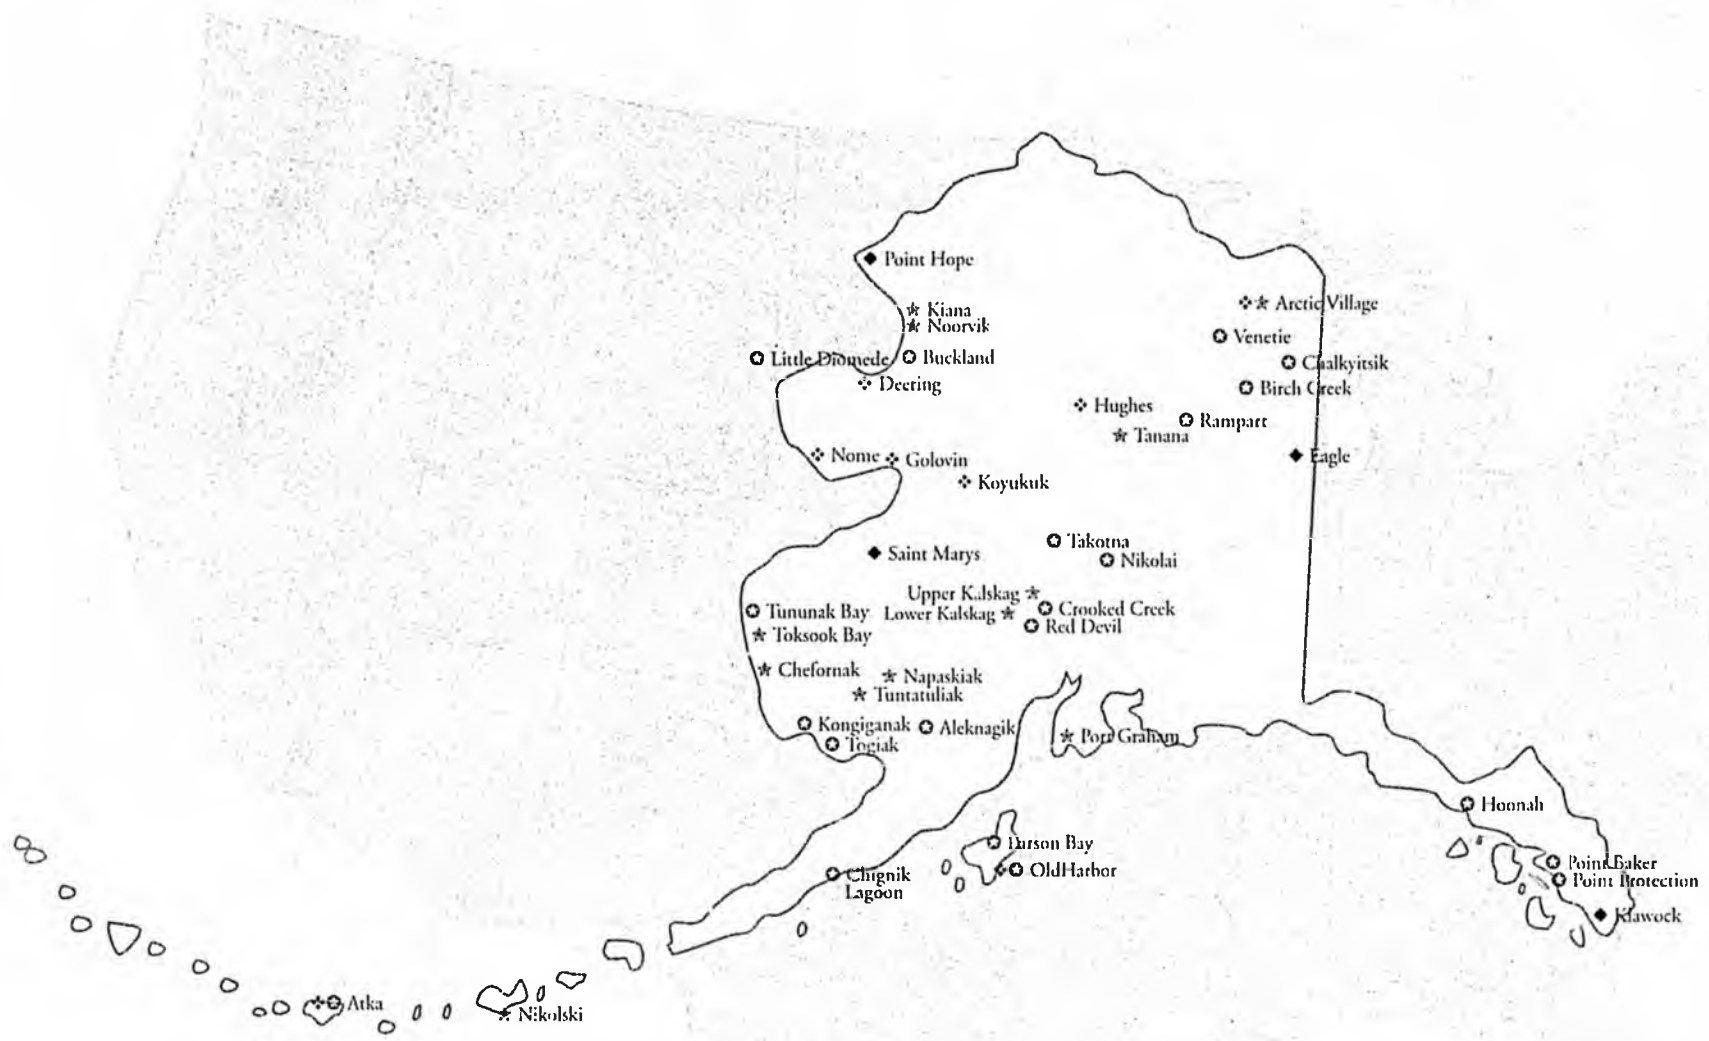 Point Hope
Kiana
Noorvik
Arctic Village
Venetie
Little Diomede
Buckland
Chalkyitsik
Deering
Birch Creek
Hughes
Rampart
Tanana
Nome
Golovin
Eagle
Koyukuk
Takotna
Saint Marys
Nikolai
Upper Kalskag
Tununak Bay
Crooked Creek
Lower Kalskag
Red Devil
Toksook Bay
Chefornak
Napaskiak
Tuntatuliak
Kongiganak
Aleknagik
Togiak
Port Graham
Hoonah
Larson Bay
Point Baker
Chignik
Lagoon
OldHarbor
Point Protection
Klawock
Atka
Nikolski